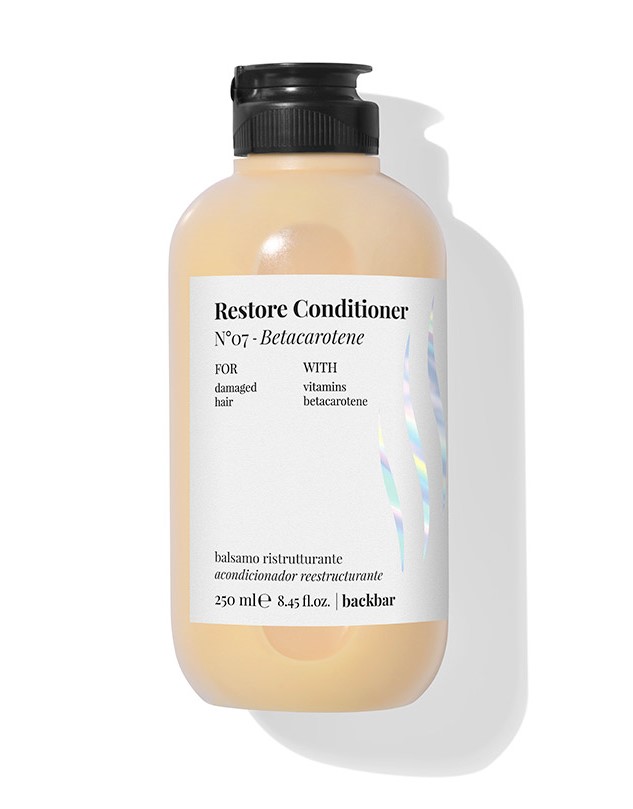 Restore Conditioner
N°07 - Betacarotene
FOR WITH
damaged vitamins
hair betacarotene
balsamo ristrutturante
acondicionador reestructurante
250 ml℮ 8.45 fl.oz. | backbar